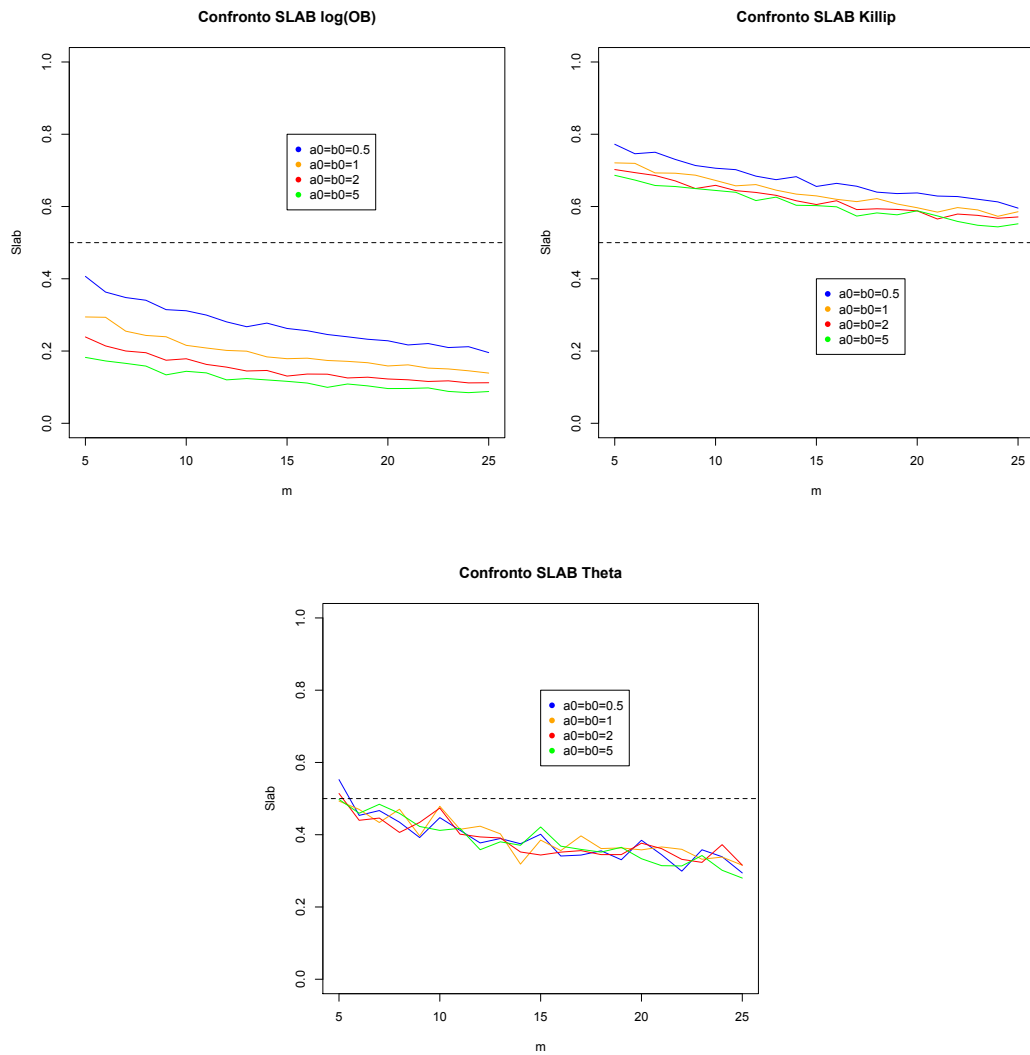 Confronto SLAB log(OB)
1.0
0.8
0.6
0.4
0.2
0.0
Slab
a0=b0=0.5
a0=b0=1
a0=b0=2
a0=b0=5
5 10 15 20 25
m
Confronto SLAB Killip
1.0
0.8
0.6
0.4
0.2
0.0
Slab
a0=b0=0.5
a0=b0=1
a0=b0=2
a0=b0=5
5 10 15 20 25
m
Confronto SLAB Theta
1.0
0.8
0.6
0.4
0.2
0.0
Slab
a0=b0=0.5
a0=b0=1
a0=b0=2
a0=b0=5
5 10 15 20 25
m